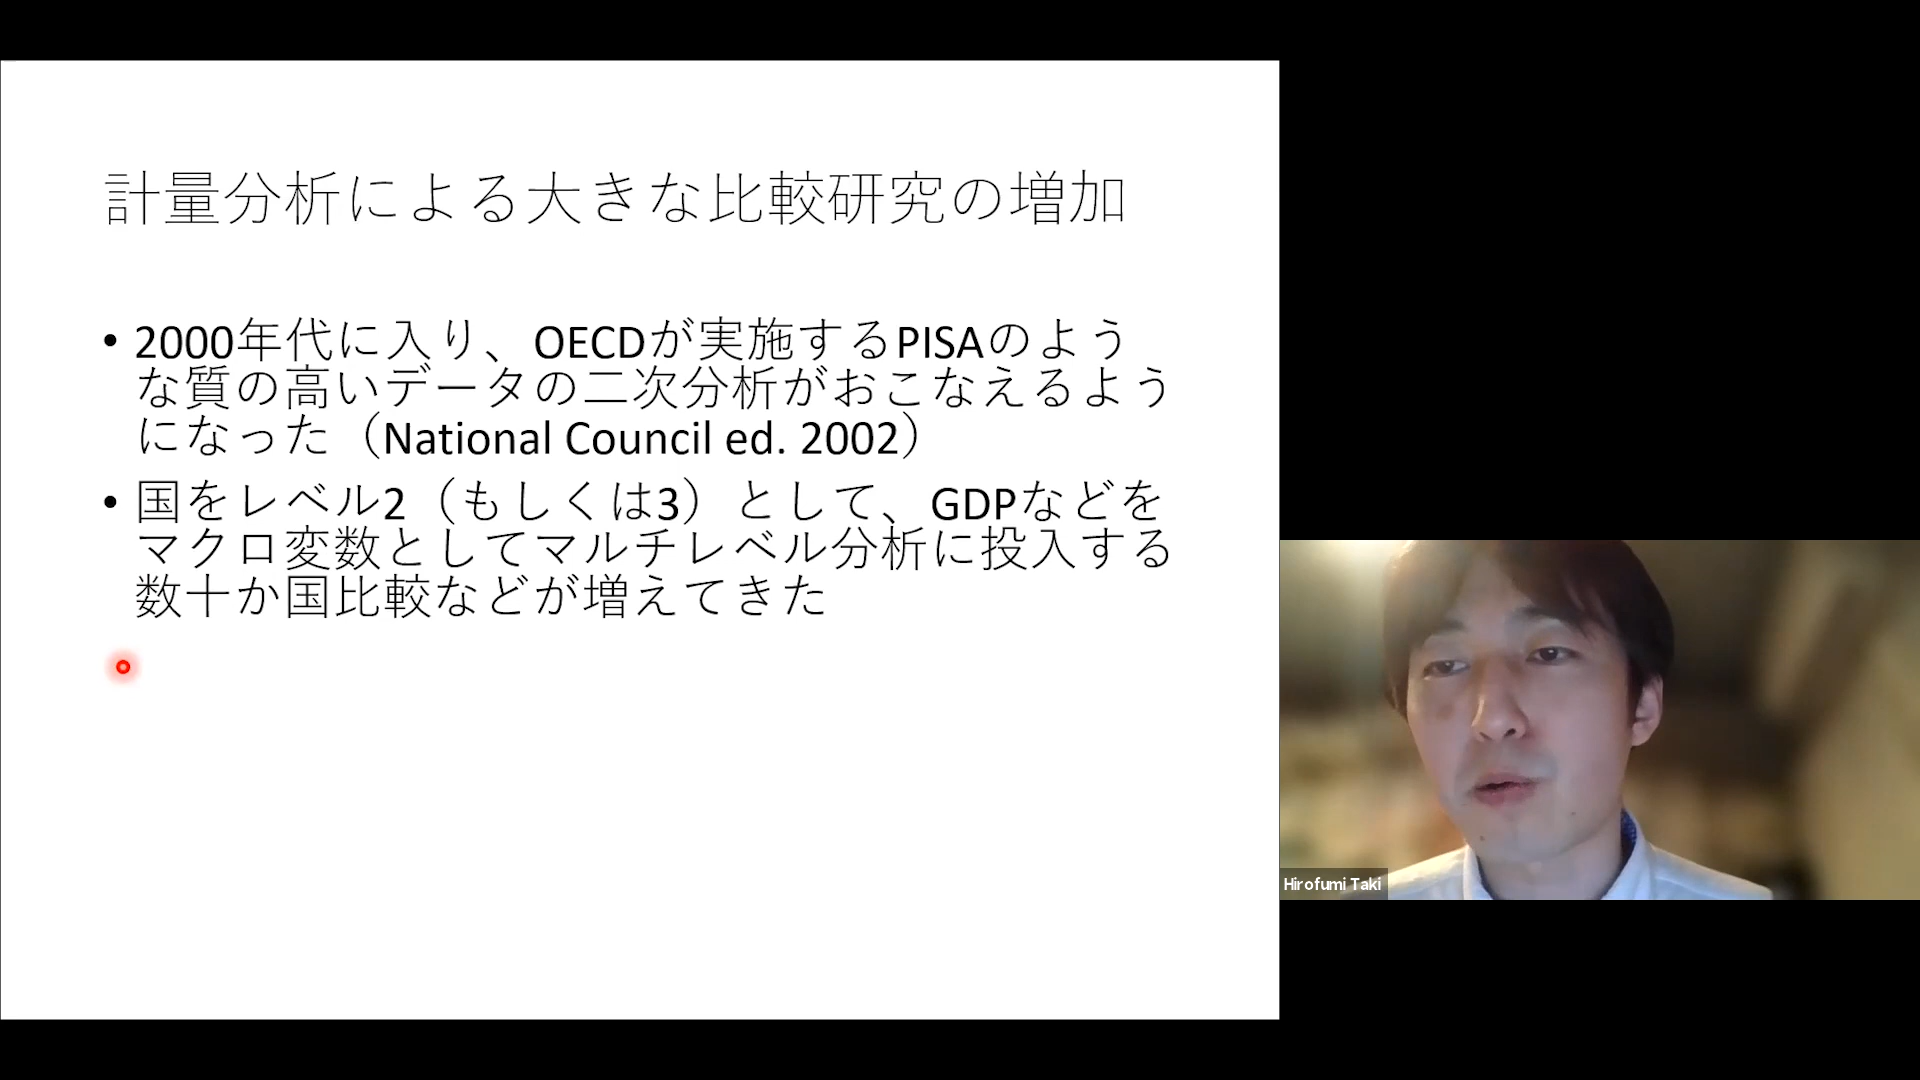 計量分析による大きな比較研究の増加
• 2000年代に入り、OECDが実施するPISAのよう
な質の高いデータの二次分析がおこなえるよう
になった（National Council ed. 2002）
• 国をレベル2（もしくは3）として、GDPなどを
マクロ変数としてマルチレベル分析に投入する
数十か国比較などが増えてきた
Hirofumi Taki